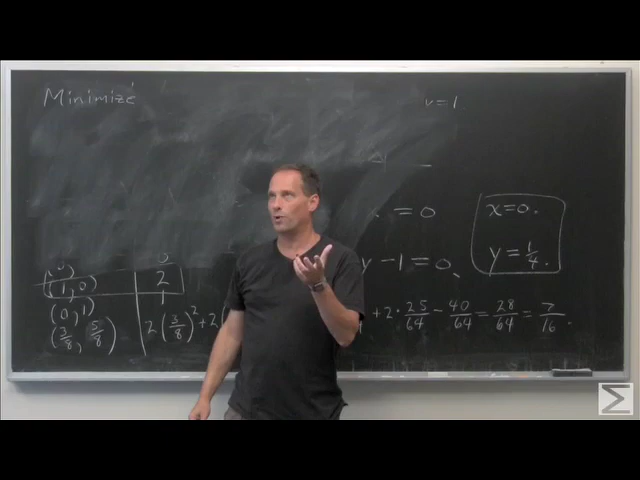 Minimize
v=1
. =0
x=0.
y-1=0,
y=1/4.
0
(1,0) 2
(0,1) 1
(3/8, 5/8) 2(3/8)²+2( +2·25/64-40/64=28/64=7/16.
Σ